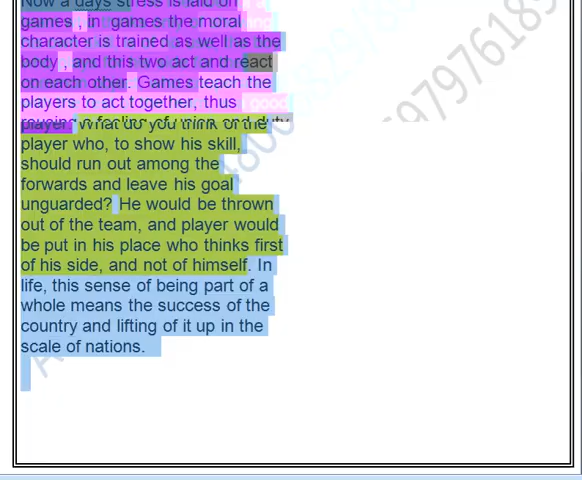 Now a days stress is laid on
games , in games the moral
character is trained as well as the
body , and this two act and react
on each other. Games teach the
players to act together, thus good
player. What do you think of the
player who, to show his skill,
should run out among the
forwards and leave his goal
unguarded? He would be thrown
out of the team, and player would
be put in his place who thinks first
of his side, and not of himself. In
life, this sense of being part of a
whole means the success of the
country and lifting of it up in the
scale of nations.